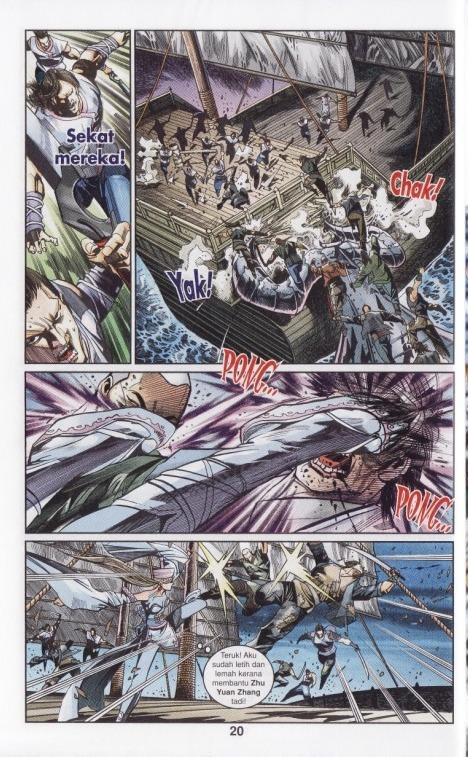 Sekat
mereka!
Chak!
Yak!
PONG...
PONG...
Teruk! Aku
sudah letih dan
lemah kerana
membantu Zhu
Yuan Zhang
tadi!
20